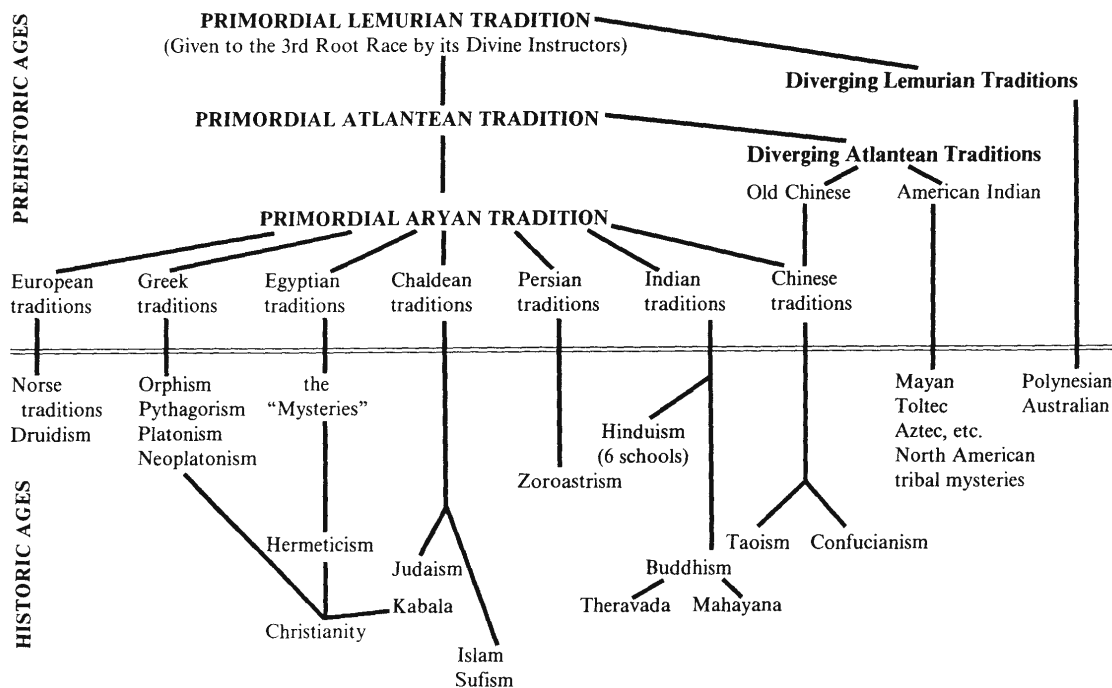 PREHISTORIC AGES
PRIMORDIAL LEMURIAN TRADITION
(Given to the 3rd Root Race by its Divine Instructors)
Diverging Lemurian Traditions
PRIMORDIAL ATLANTEAN TRADITION
Diverging Atlantean Traditions
Old Chinese
American Indian
PRIMORDIAL ARYAN TRADITION
European
traditions
Greek
traditions
Egyptian
traditions
Chaldean
traditions
Persian
traditions
Indian
traditions
Chinese
traditions
HISTORIC AGES
Norse
traditions
Druidism
Orphism
Pythagorism
Platonism
Neoplatonism
the
“Mysteries”
Hermeticism
Christianity
Judaism
Kabala
Islam
Sufism
Zoroastrism
Hinduism
(6 schools)
Buddhism
Theravada
Mahayana
Taoism
Confucianism
Mayan
Toltec
Aztec, etc.
North American
tribal mysteries
Polynesian
Australian